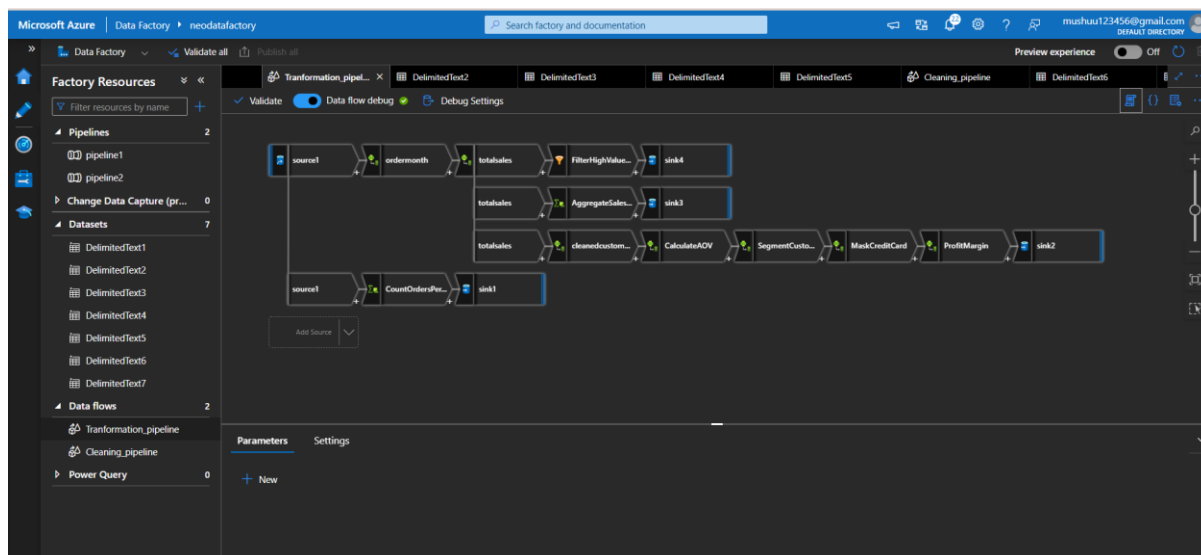 Microsoft Azure | Data Factory ▸ neodatafactory
Search factory and documentation
23
mushuu123456@gmail.com
DEFAULT DIRECTORY
» Data Factory Validate all Publish all
Preview experience Off
Factory Resources
Filter resources by name
Pipelines 2
pipeline1
pipeline2
Change Data Capture (pr... 0
Datasets 7
DelimitedText1
DelimitedText2
DelimitedText3
DelimitedText4
DelimitedText5
DelimitedText6
DelimitedText7
Data flows 2
Tranformation_pipeline
Cleaning_pipeline
Power Query 0
Tranformation_pipel... DelimitedText2 DelimitedText3 DelimitedText4 DelimitedText5 Cleaning_pipeline DelimitedText6
Validate Data flow debug Debug Settings
source1 ordermonth totalsales FilterHighValue... sink4
totalsales AggregateSales... sink3
totalsales cleanedcustom... CalculateAOV SegmentCusto... MaskCreditCard ProfitMargin sink2
source1 CountOrdersPer... sink1
Add Source
Parameters Settings
+ New